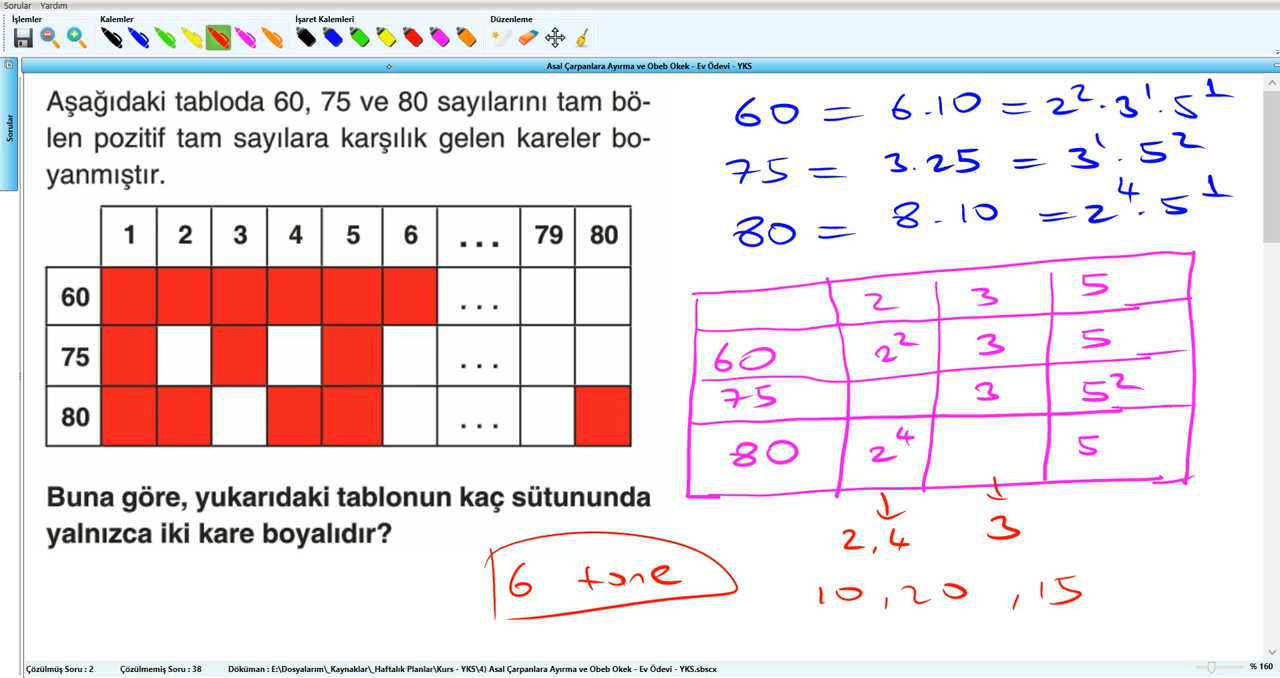 Sorular Yardım
İşlemler Kalemler İşaret Kalemleri Düzenleme
Asal Çarpanlara Ayırma ve Obeb Okek - Ev Ödevi - YKS
Sorular
Aşağıdaki tabloda 60, 75 ve 80 sayılarını tam bö-
len pozitif tam sayılara karşılık gelen kareler bo-
yanmıştır.
1 2 3 4 5 6 ... 79 80
60 ...
75 ...
80 ...
Buna göre, yukarıdaki tablonun kaç sütununda
yalnızca iki kare boyalıdır?
60 = 6.10 = 2².3¹.5¹
75 = 3.25 = 3¹.5²
80 = 8.10 = 2⁴.5¹
2 3 5
60 2² 3 5
75 3 5²
80 2⁴ 5
2,4 3
10,20,15
6 tane
Çözülmüş Soru : 2 Çözülmemiş Soru : 38 Döküman : E:\Dosyalarım\_Kaynaklar\_Haftalık Planlar\Kurs - YKS\4) Asal Çarpanlara Ayırma ve Obeb Okek - Ev Ödevi - YKS.sbscx % 160